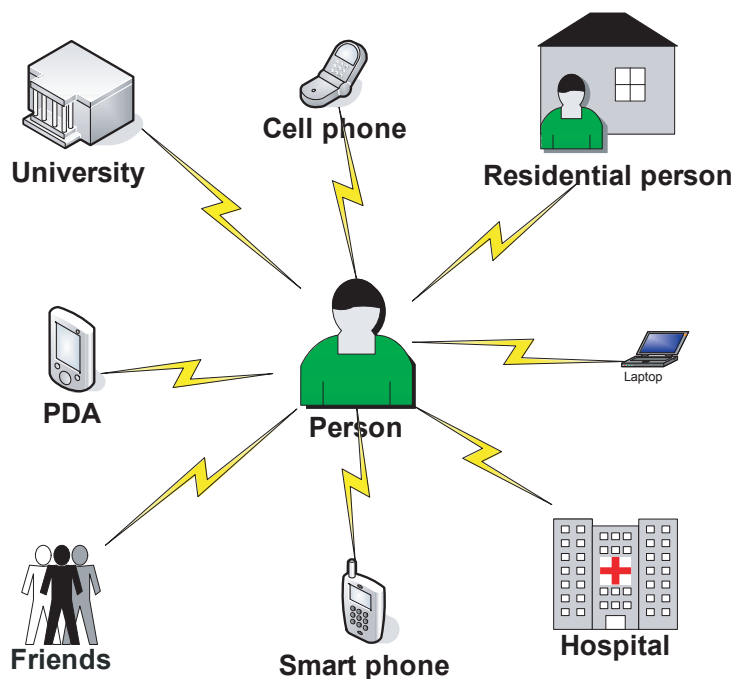 Cell phone
University
Residential person
Laptop
PDA
Person
Friends
Smart phone
Hospital